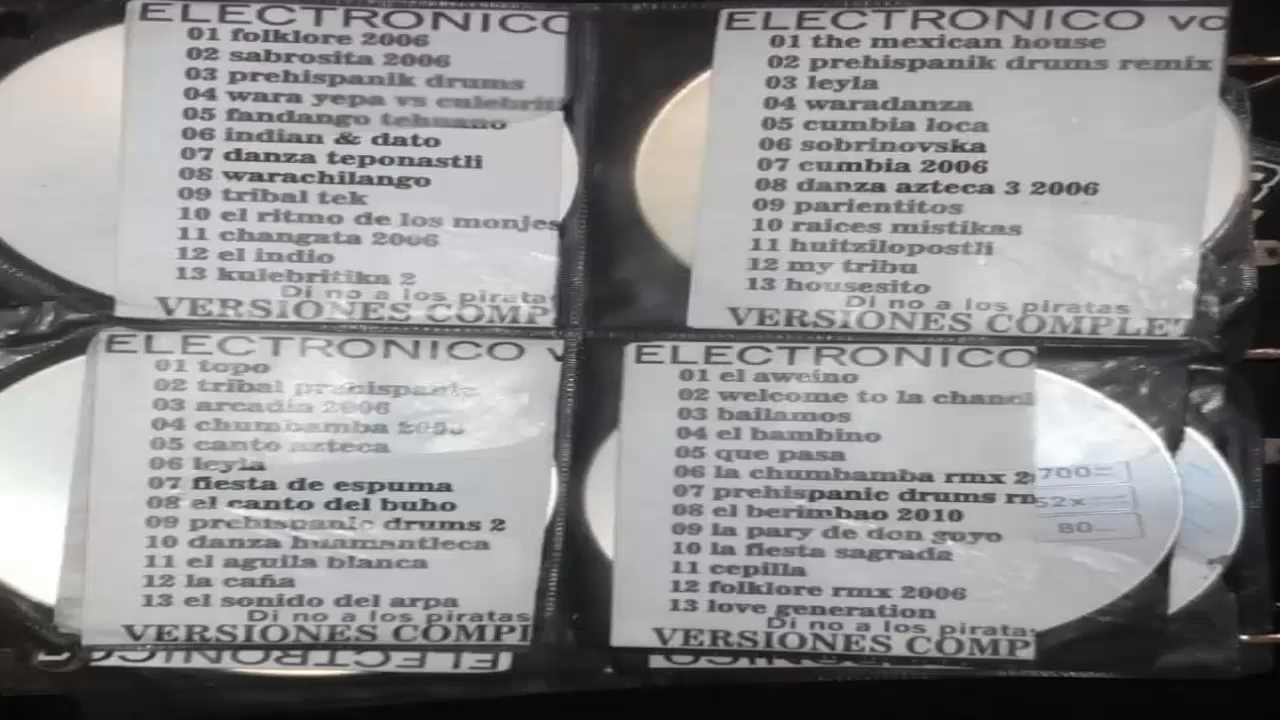 ELECTRONICO
01 folklore 2006
02 sabrosita 2006
03 prehispanik drums
04 wara yepa vs culebrit
05 fandango tehuano
06 indian & dato
07 danza teponastli
08 warachilango
09 tribal tek
10 el ritmo de los monjes
11 changata 2006
12 el indio
13 kulebritika 2
Di no a los piratas
VERSIONES COMP
ELECTRONICO vo
01 the mexican house
02 prehispanik drums remix
03 leyla
04 waradanza
05 cumbia loca
06 sobrinovska
07 cumbia 2006
08 danza azteca 3 2006
09 parientitos
10 raices mistikas
11 huitzilopostli
12 my tribu
13 housesito
Di no a los piratas
VERSIONES COMPLET
ELECTRONICO v
01 topo
02 tribal prehispanic
03 arcadia 2006
04 chumbamba
05 canto azteca
06 leyla
07 fiesta de espuma
08 el canto del buho
09 prehispanic drums 2
10 danza huamantleca
11 el aguila blanca
12 la caña
13 el sonido del arpa
Di no a los piratas
VERSIONES COMPL
ELECTRONICO
01 el aweino
02 welcome to la chancl
03 bailamos
04 el bambino
05 que pasa
06 la chumbamba rmx 2
07 prehispanic drums rm
08 el berimbao 2010
09 la pary de don goyo
10 la fiesta sagrada
11 cepilla
12 folklore rmx 2006
13 love generation
Di no a los piratas
VERSIONES COMP
700
52x
80
ELECTRONICO